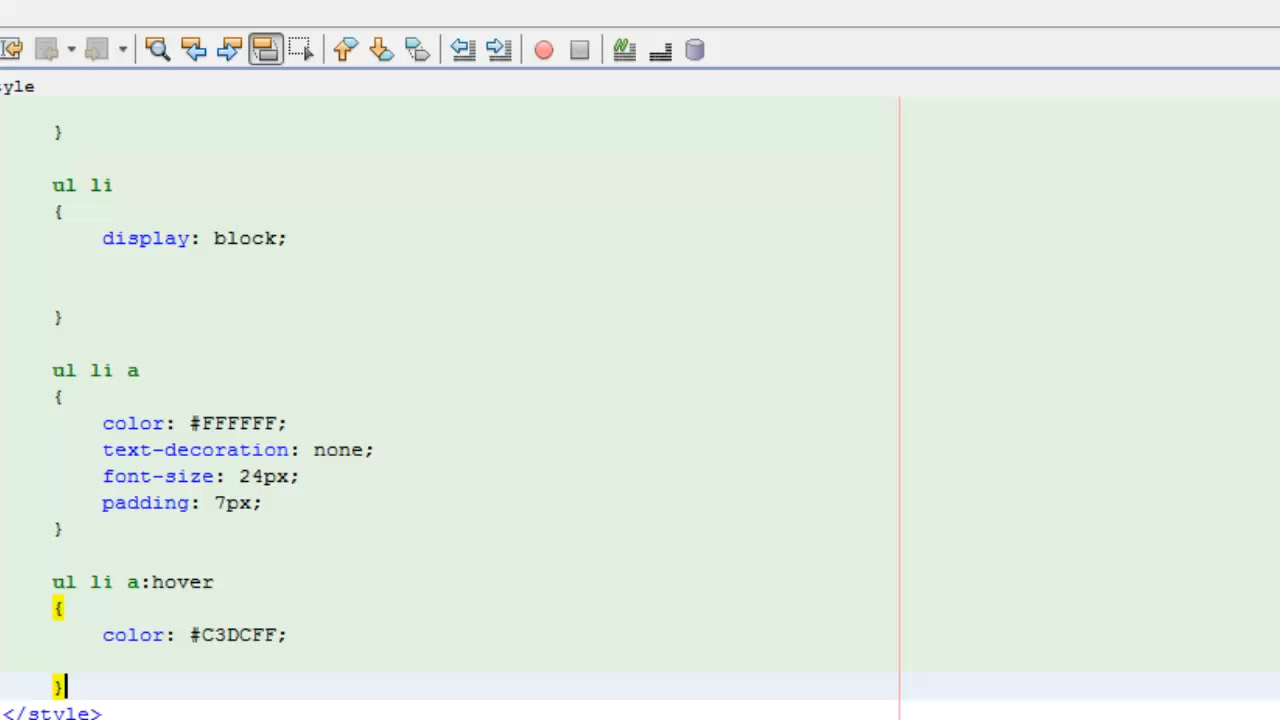 yle
}
ul li
{
display: block;
}
ul li a
{
color: #FFFFFF;
text-decoration: none;
font-size: 24px;
padding: 7px;
}
ul li a:hover
{
color: #C3DCFF;
}
</style>